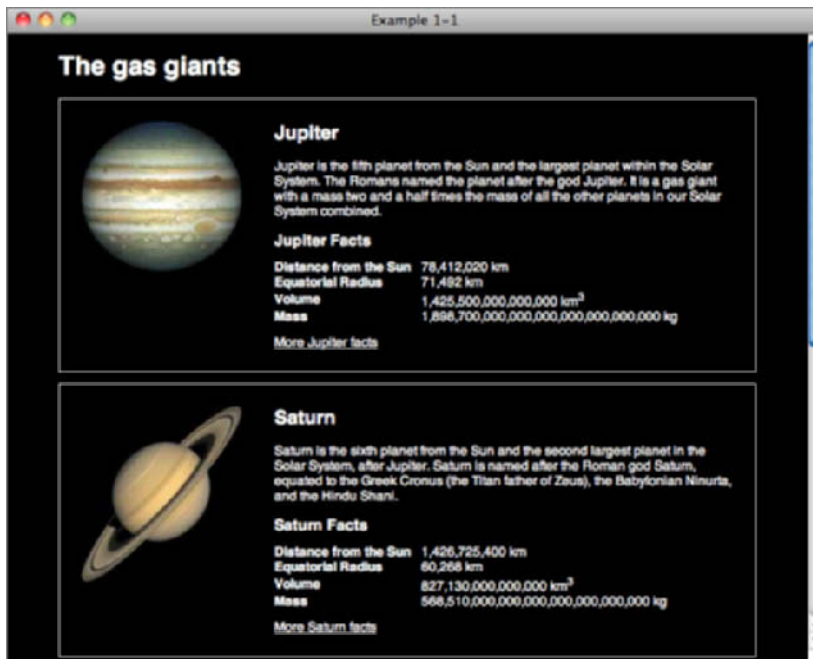 Example 1-1
The gas giants
Jupiter
Jupiter is the fifth planet from the Sun and the largest planet within the Solar
System. The Romans named the planet after the god Jupiter. It is a gas giant
with a mass two and a half times the mass of all the other planets in our Solar
System combined.
Jupiter Facts
Distance from the Sun 78,412,020 km
Equatorial Radius 71,492 km
Volume 1,425,500,000,000,000 km³
Mass 1,898,700,000,000,000,000,000,000,000 kg
More Jupiter facts
Saturn
Saturn is the sixth planet from the Sun and the second largest planet in the
Solar System, after Jupiter. Saturn is named after the Roman god Saturn,
equated to the Greek Cronus (the Titan father of Zeus), the Babylonian Ninurta,
and the Hindu Shani.
Saturn Facts
Distance from the Sun 1,426,725,400 km
Equatorial Radius 60,268 km
Volume 827,130,000,000,000 km³
Mass 568,510,000,000,000,000,000,000,000 kg
More Saturn facts